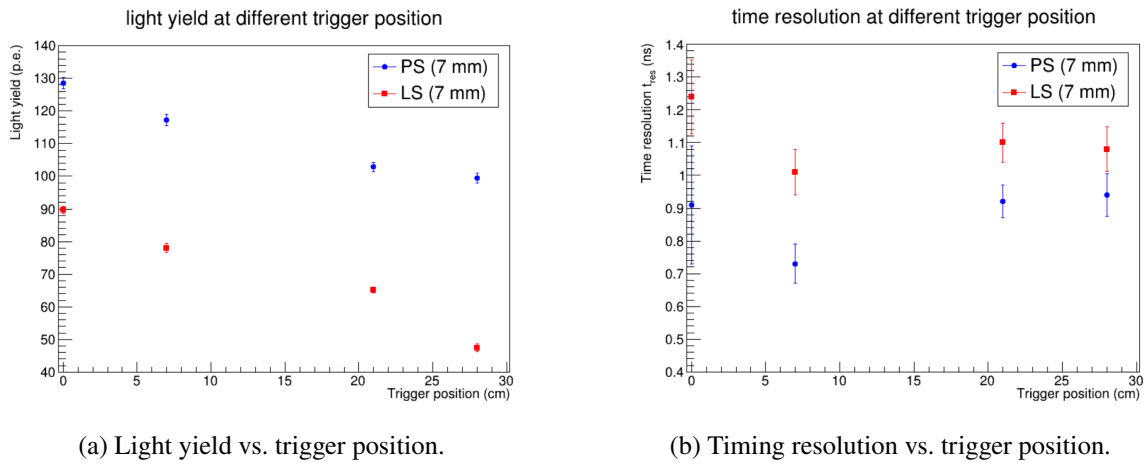 light yield at different trigger position
Light yield (p.e.)
140
130
120
110
100
90
80
70
60
50
40
PS (7 mm)
LS (7 mm)
0 5 10 15 20 25 30
Trigger position (cm)
(a) Light yield vs. trigger position.
time resolution at different trigger position
Time resolution t_res (ns)
1.4
1.3
1.2
1.1
1
0.9
0.8
0.7
0.6
0.5
0.4
PS (7 mm)
LS (7 mm)
0 5 10 15 20 25 30
Trigger position (cm)
(b) Timing resolution vs. trigger position.